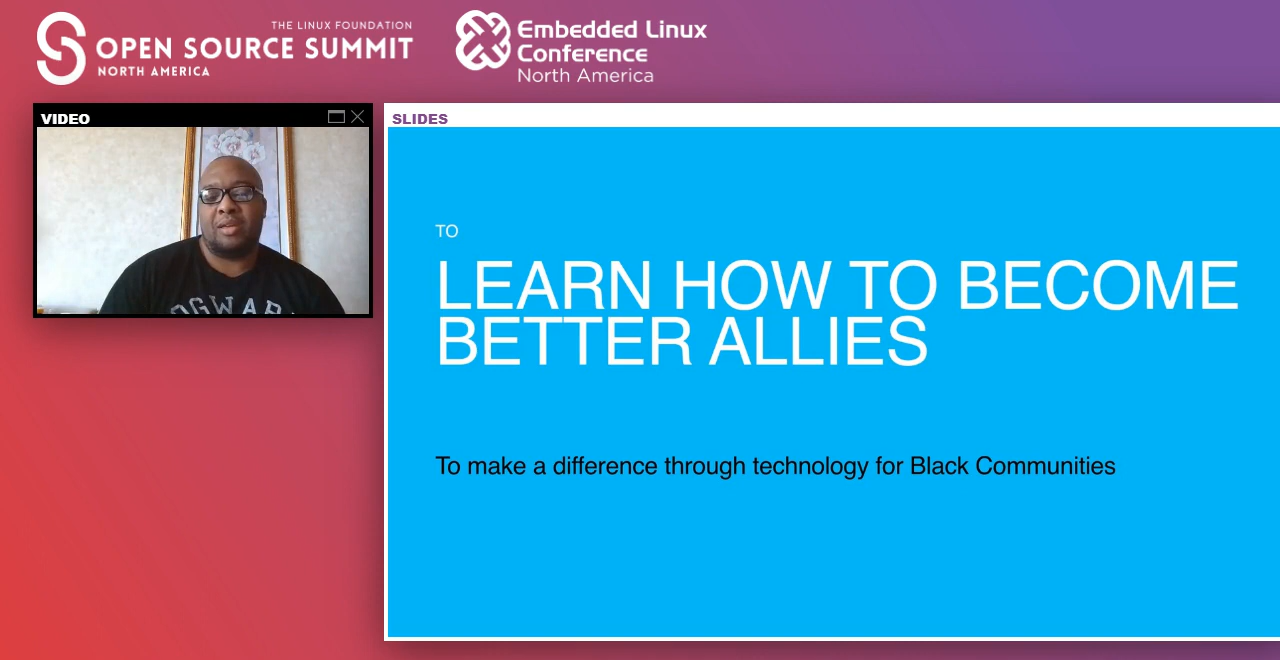 THE LINUX FOUNDATION
OPEN SOURCE SUMMIT
NORTH AMERICA
Embedded Linux
Conference
North America
VIDEO
SLIDES
TO
LEARN HOW TO BECOME
BETTER ALLIES
To make a difference through technology for Black Communities
OGWAR